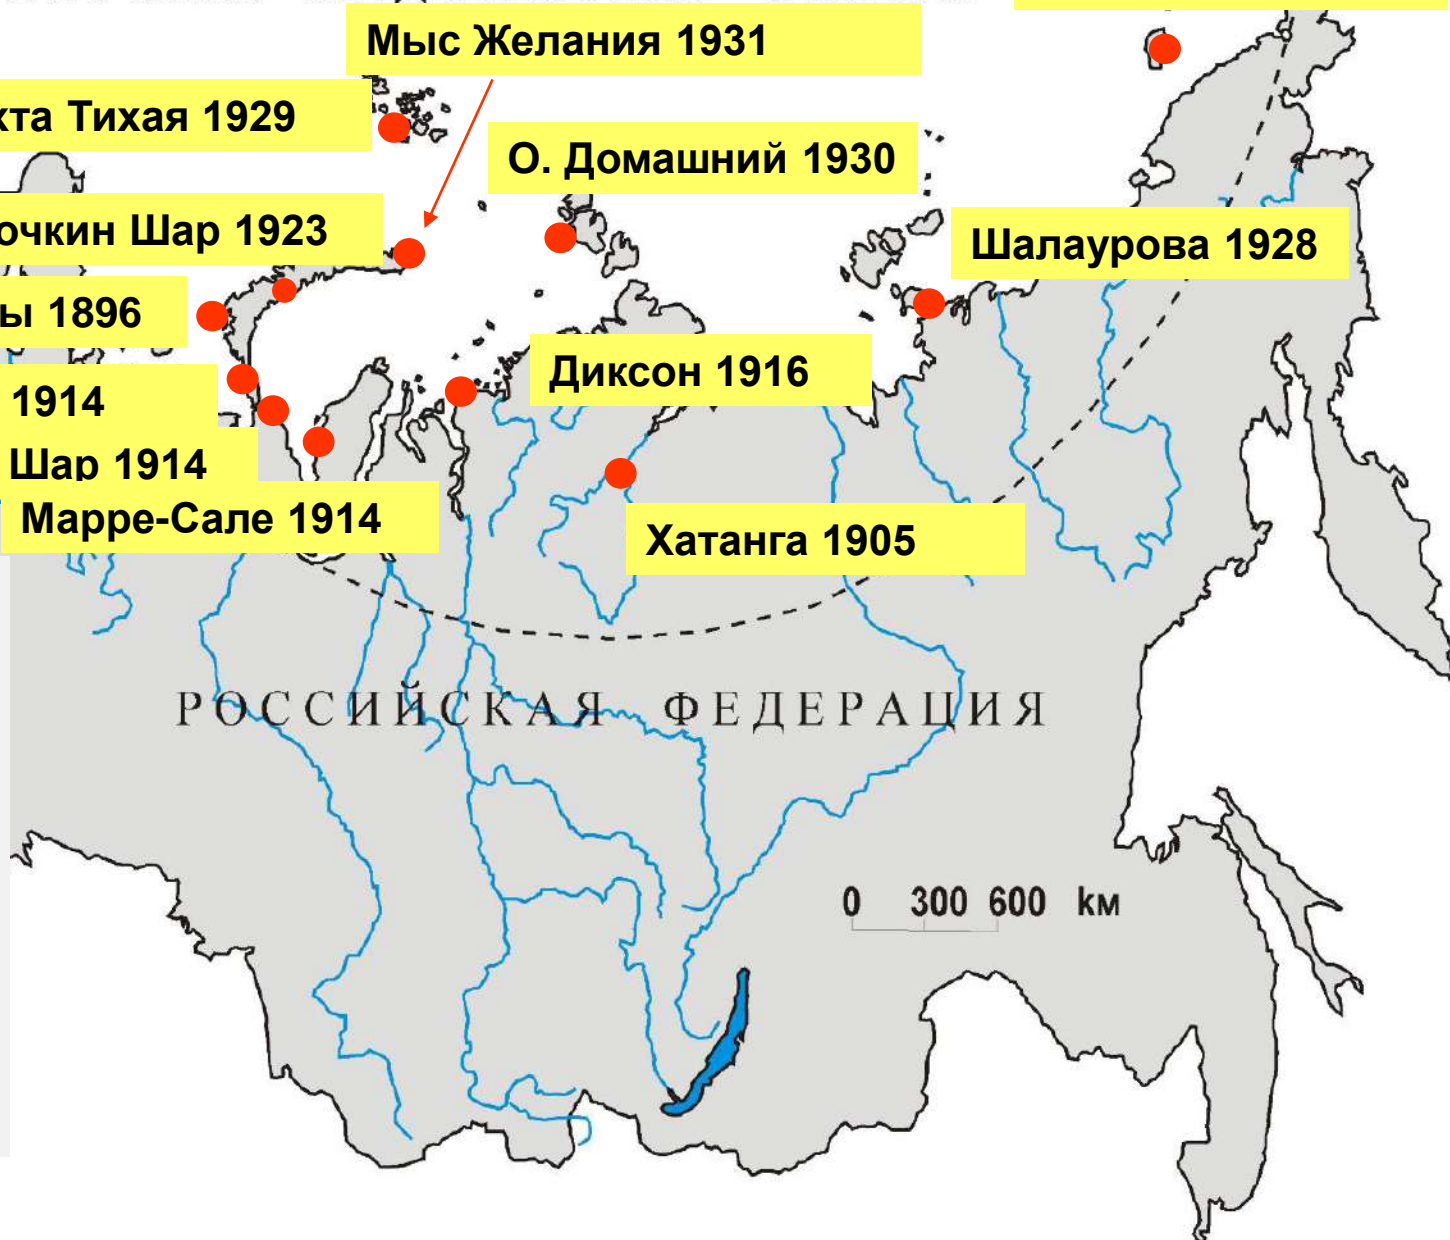 Мыс Желания 1931
хта Тихая 1929
О. Домашний 1930
очкин Шар 1923
Шалаурова 1928
ы 1896
Диксон 1916
1914
Шар 1914
Марре-Сале 1914
Хатанга 1905
РОССИЙСКАЯ ФЕДЕРАЦИЯ
0 300 600 км